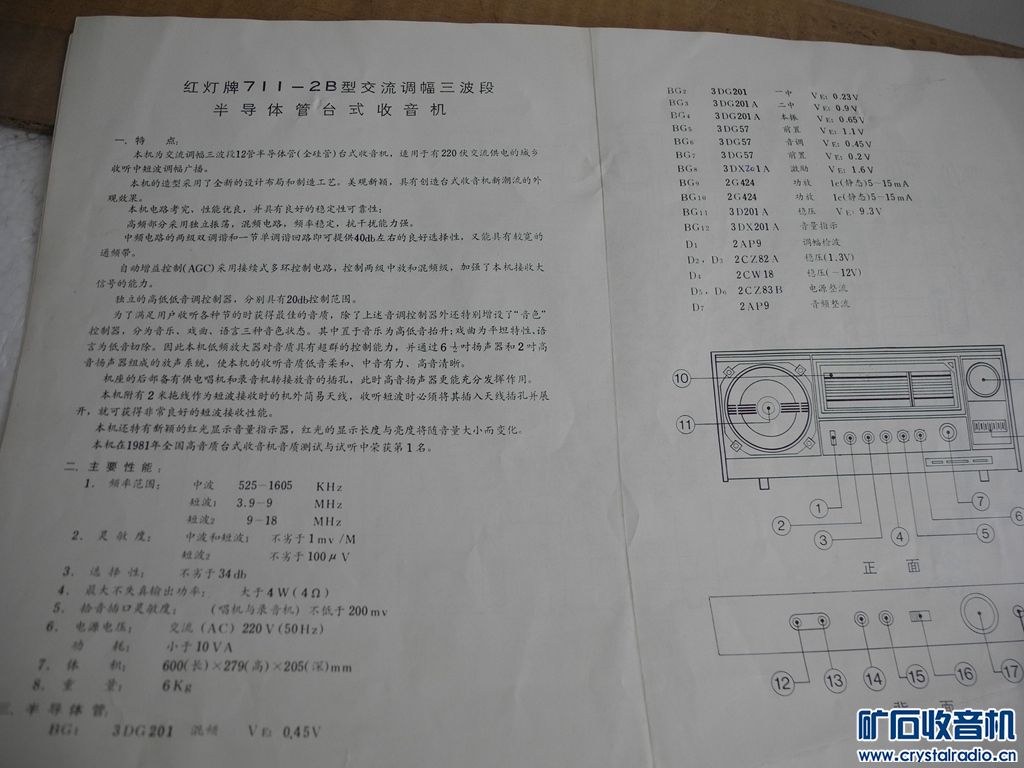 红灯牌711-2B型交流调幅三波段
半导体管台式收音机
一. 特点:
本机为交流调幅三波段12管半导体管(全硅管)台式收音机，适用于有220伏交流供电的城乡
收听中短波调幅广播。
本机的造型采用了全新的设计布局和制造工艺。美观新颖，具有创造台式收音机新潮流的外
观效果。
本机电路考究、性能优良，并具有良好的稳定性可靠性；
高频部分采用独立振荡，混频电路，频率稳定，抗干扰能力强。
中频电路的两级双调谐和一节单调谐回路即可提供40db左右的良好选择性，又能具有较宽的
通频带。
自动增益控制(AGC)采用接续式多环控制电路，控制两级中放和混频级，加强了本机接收大
信号的能力。
独立的高低低音调控制器，分别具有20db控制范围。
为了满足用户收听各种节的时获得最佳的音质，除了上述音调控制器外还特别增设了"音色"
控制器，分为音乐、戏曲、语言三种音色状态。其中置于音乐为高低音抬升；戏曲为平坦特性、语
言为低音切除。因此本机低频放大器对音质具有超群的控制能力，并通过6½吋扬声器和2吋高
音扬声器组成的放声系统，使本机的收听音质低音柔和、中音有力、高音清晰。
机座的后部备有供电唱机和录音机转接放音的插孔，此时高音扬声器更能充分发挥作用。
本机附有2米拖线作为短波接收时的机外简易天线，收听短波时必须将其插入天线插孔并展
开，就可获得非常良好的短波接收性能。
本机还特有新颖的红光显示音量指示器，红光的显示长度与亮度将随音量大小而变化。
本机在1981年全国高音质台式收音机音质测试与试听中荣获第1名。
二. 主要性能:
1. 频率范围: 中波 525-1605 KHz
短波1 3.9-9 MHz
短波2 9-18 MHz
2. 灵敏度: 中波和短波1 不劣于1mv/M
短波2 不劣于100μV
3. 选择性: 不劣于34db
4. 最大不失真输出功率: 大于4W(4Ω)
5. 拾音插口灵敏度: (唱机与录音机)不低于200mv
6. 电源电压: 交流(AC)220V(50Hz)
功耗: 小于10VA
7. 体机: 600(长)×279(高)×205(深)mm
8. 重量: 6Kg
三. 半导体管:
BG1 3DG201 混频 VE: 0.45V
BG2 3DG201 一中 VE: 0.23V
BG3 3DG201A 二中 VE: 0.9V
BG4 3DG201A 本振 VE: 0.65V
BG5 3DG57 前置 VE: 1.1V
BG6 3DG57 音调 VE: 0.45V
BG7 3DG57 前置 VE: 0.2V
BG8 3DX201A 激励 VE: 1.6V
BG9 2G424 功放 Ic(静态)5-15mA
BG10 2G424 功放 Ic(静态)5-15mA
BG11 3D201A 稳压 VE: 9.3V
BG12 3DX201A 音量指示
D1 2AP9 调幅检波
D2, D3 2CZ82A 稳压(1.3V)
D4 2CW18 稳压(-12V)
D5, D6 2CZ83B 电源整流
D7 2AP9 音频整流
10
11
1
2
3
4
5
7
6
正面
12
13
14
15
16
17
背面
矿石收音机
www.crystalradio.cn